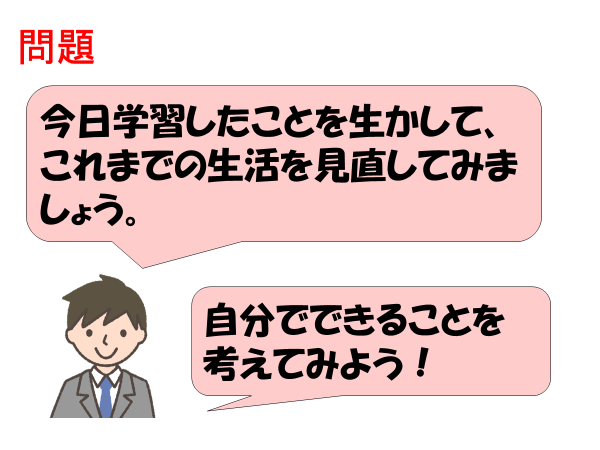 問題
今日学習したことを生かして、
これまでの生活を見直してみま
しょう。
自分でできることを
考えてみよう！